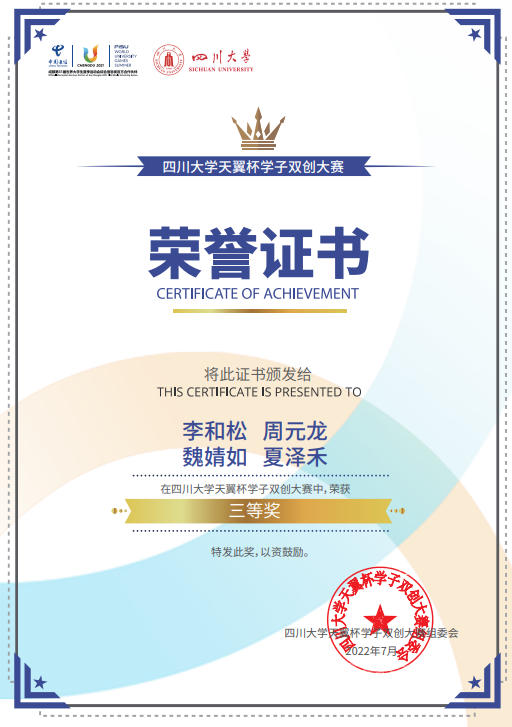 中国电信
CHENGDU 2021
FISU
WORLD
UNIVERSITY
GAMES
SUMMER
四川大学
SICHUAN UNIVERSITY
四川大学天翼杯学子双创大赛
荣誉证书
CERTIFICATE OF ACHIEVEMENT
将此证书颁发给
THIS CERTIFICATE IS PRESENTED TO
李和松 周元龙
魏婧如 夏泽禾
在四川大学天翼杯学子双创大赛中，荣获
三等奖
特发此奖，以资鼓励。
四川大学天翼杯学子双创大赛组委会
四川大学天翼杯学子双创大赛组委会
2022年7月